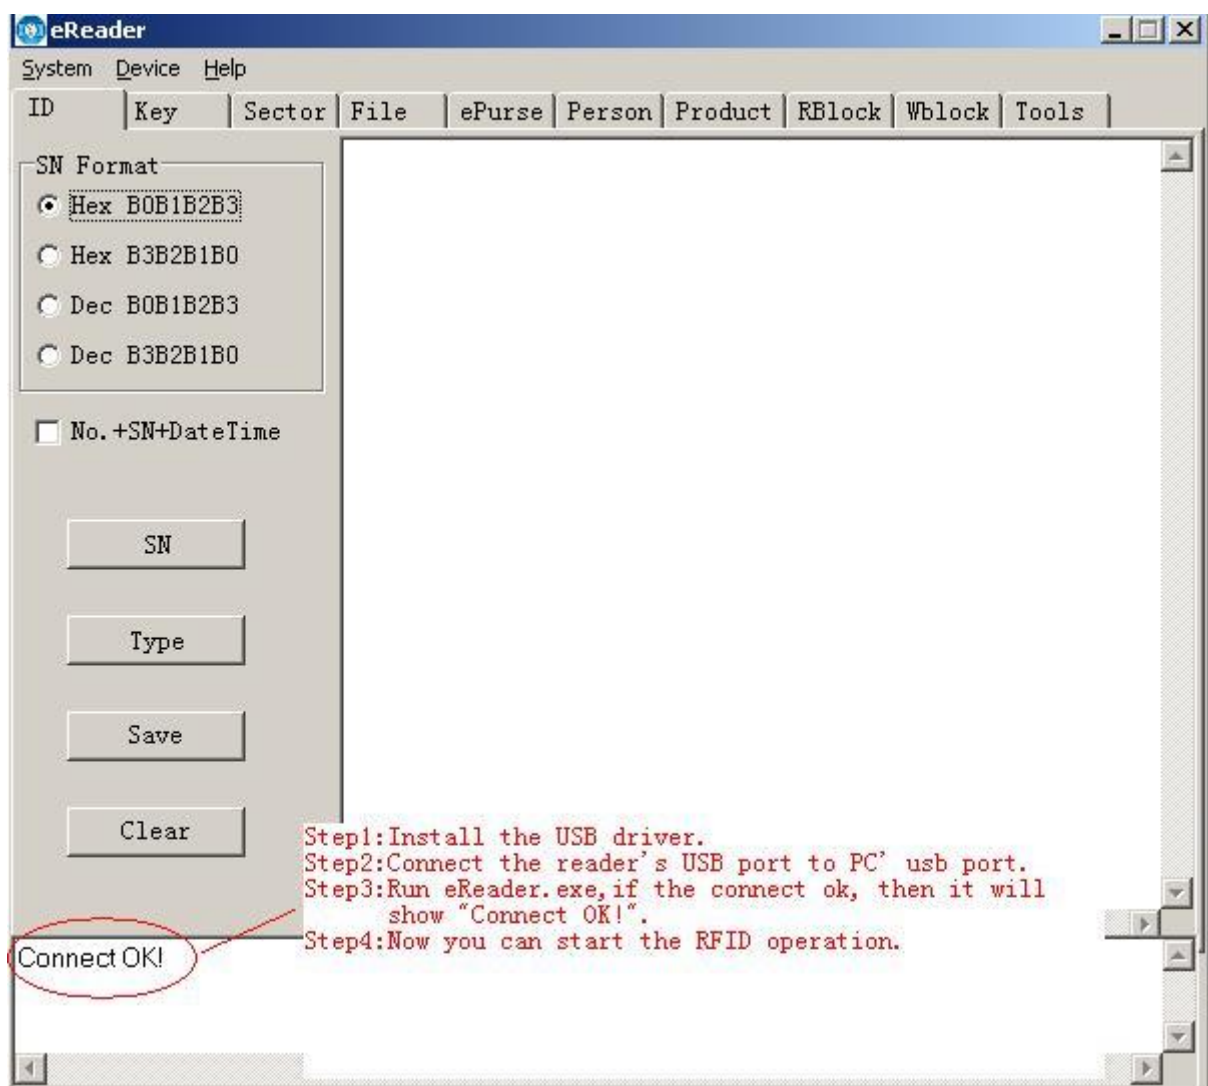 eReader
System Device Help
ID Key Sector File ePurse Person Product RBlock Wblock Tools
SN Format
Hex B0B1B2B3
Hex B3B2B1B0
Dec B0B1B2B3
Dec B3B2B1B0
No.+SN+DateTime
SN
Type
Save
Clear
Step1:Install the USB driver.
Step2:Connect the reader's USB port to PC' usb port.
Step3:Run eReader.exe,if the connect ok, then it will
show "Connect OK!".
Step4:Now you can start the RFID operation.
Connect OK!